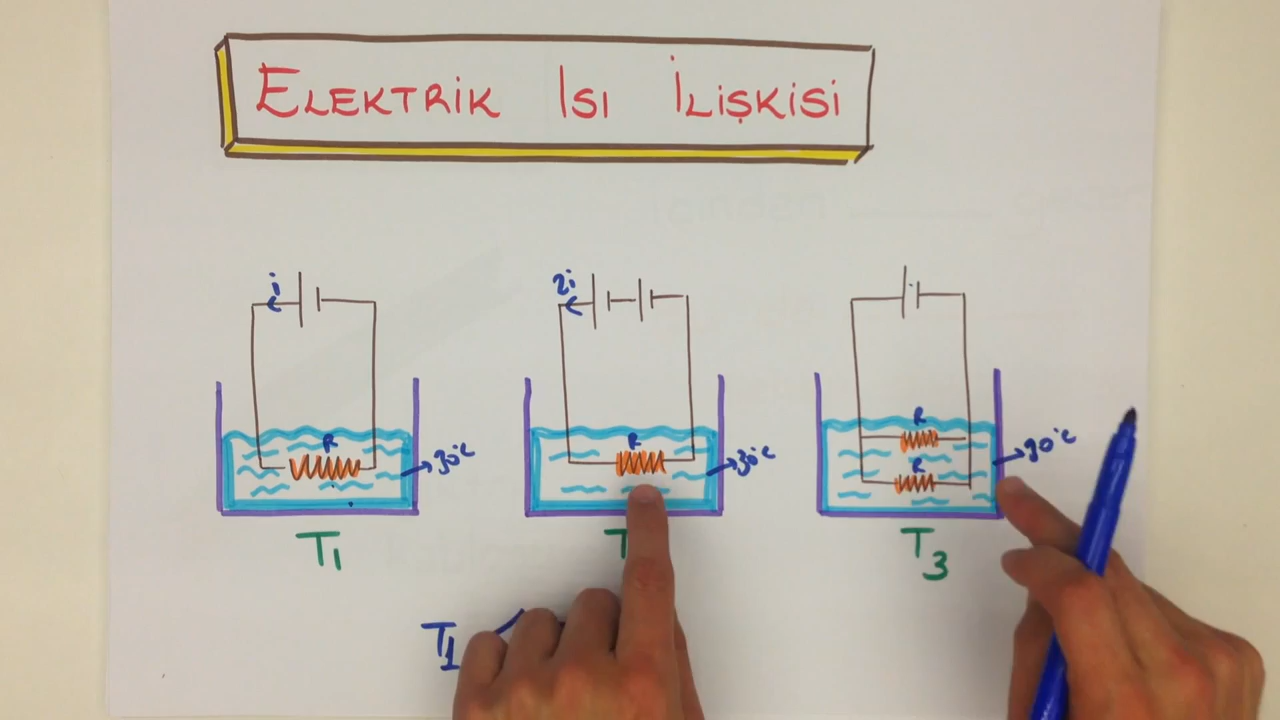 ELEKTRİK ISI İLİŞKİSİ
i
2i
R
R
R
R
30°C
30°C
30°C
T1
T
T3
T1